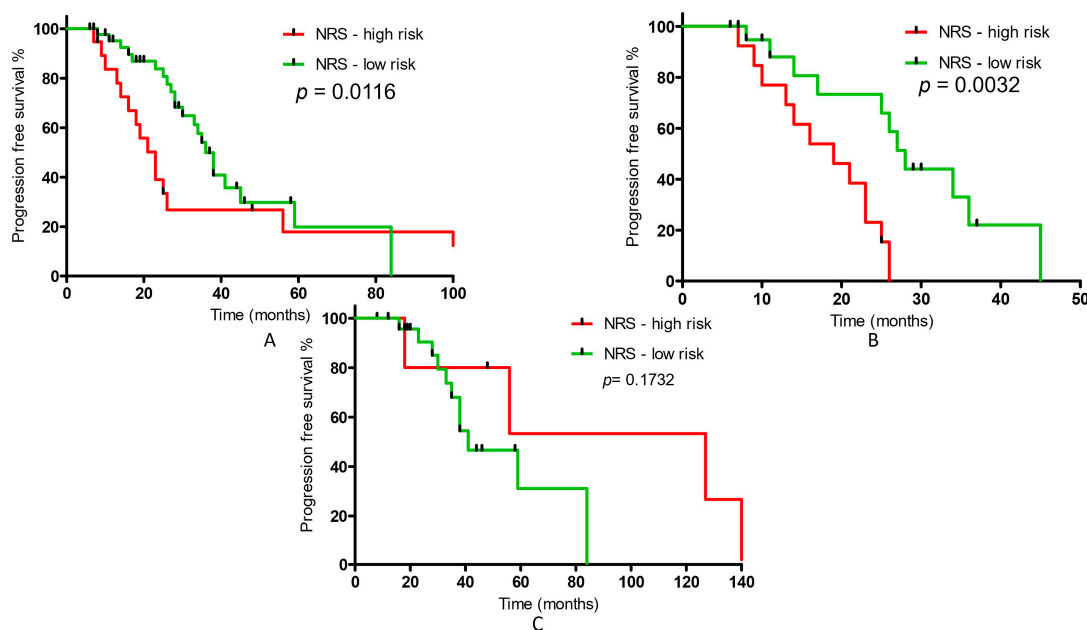 NRS - high risk
NRS - low risk
p = 0.0116
Progression free survival %
100
80
60
40
20
0
0 20 40 60 80 100
Time (months)
A
NRS - high risk
NRS - low risk
p = 0.0032
Progression free survival %
100
80
60
40
20
0
0 10 20 30 40 50
Time (months)
B
NRS - high risk
NRS - low risk
p= 0.1732
Progression free survival %
100
80
60
40
20
0
0 20 40 60 80 100 120 140
Time (months)
C